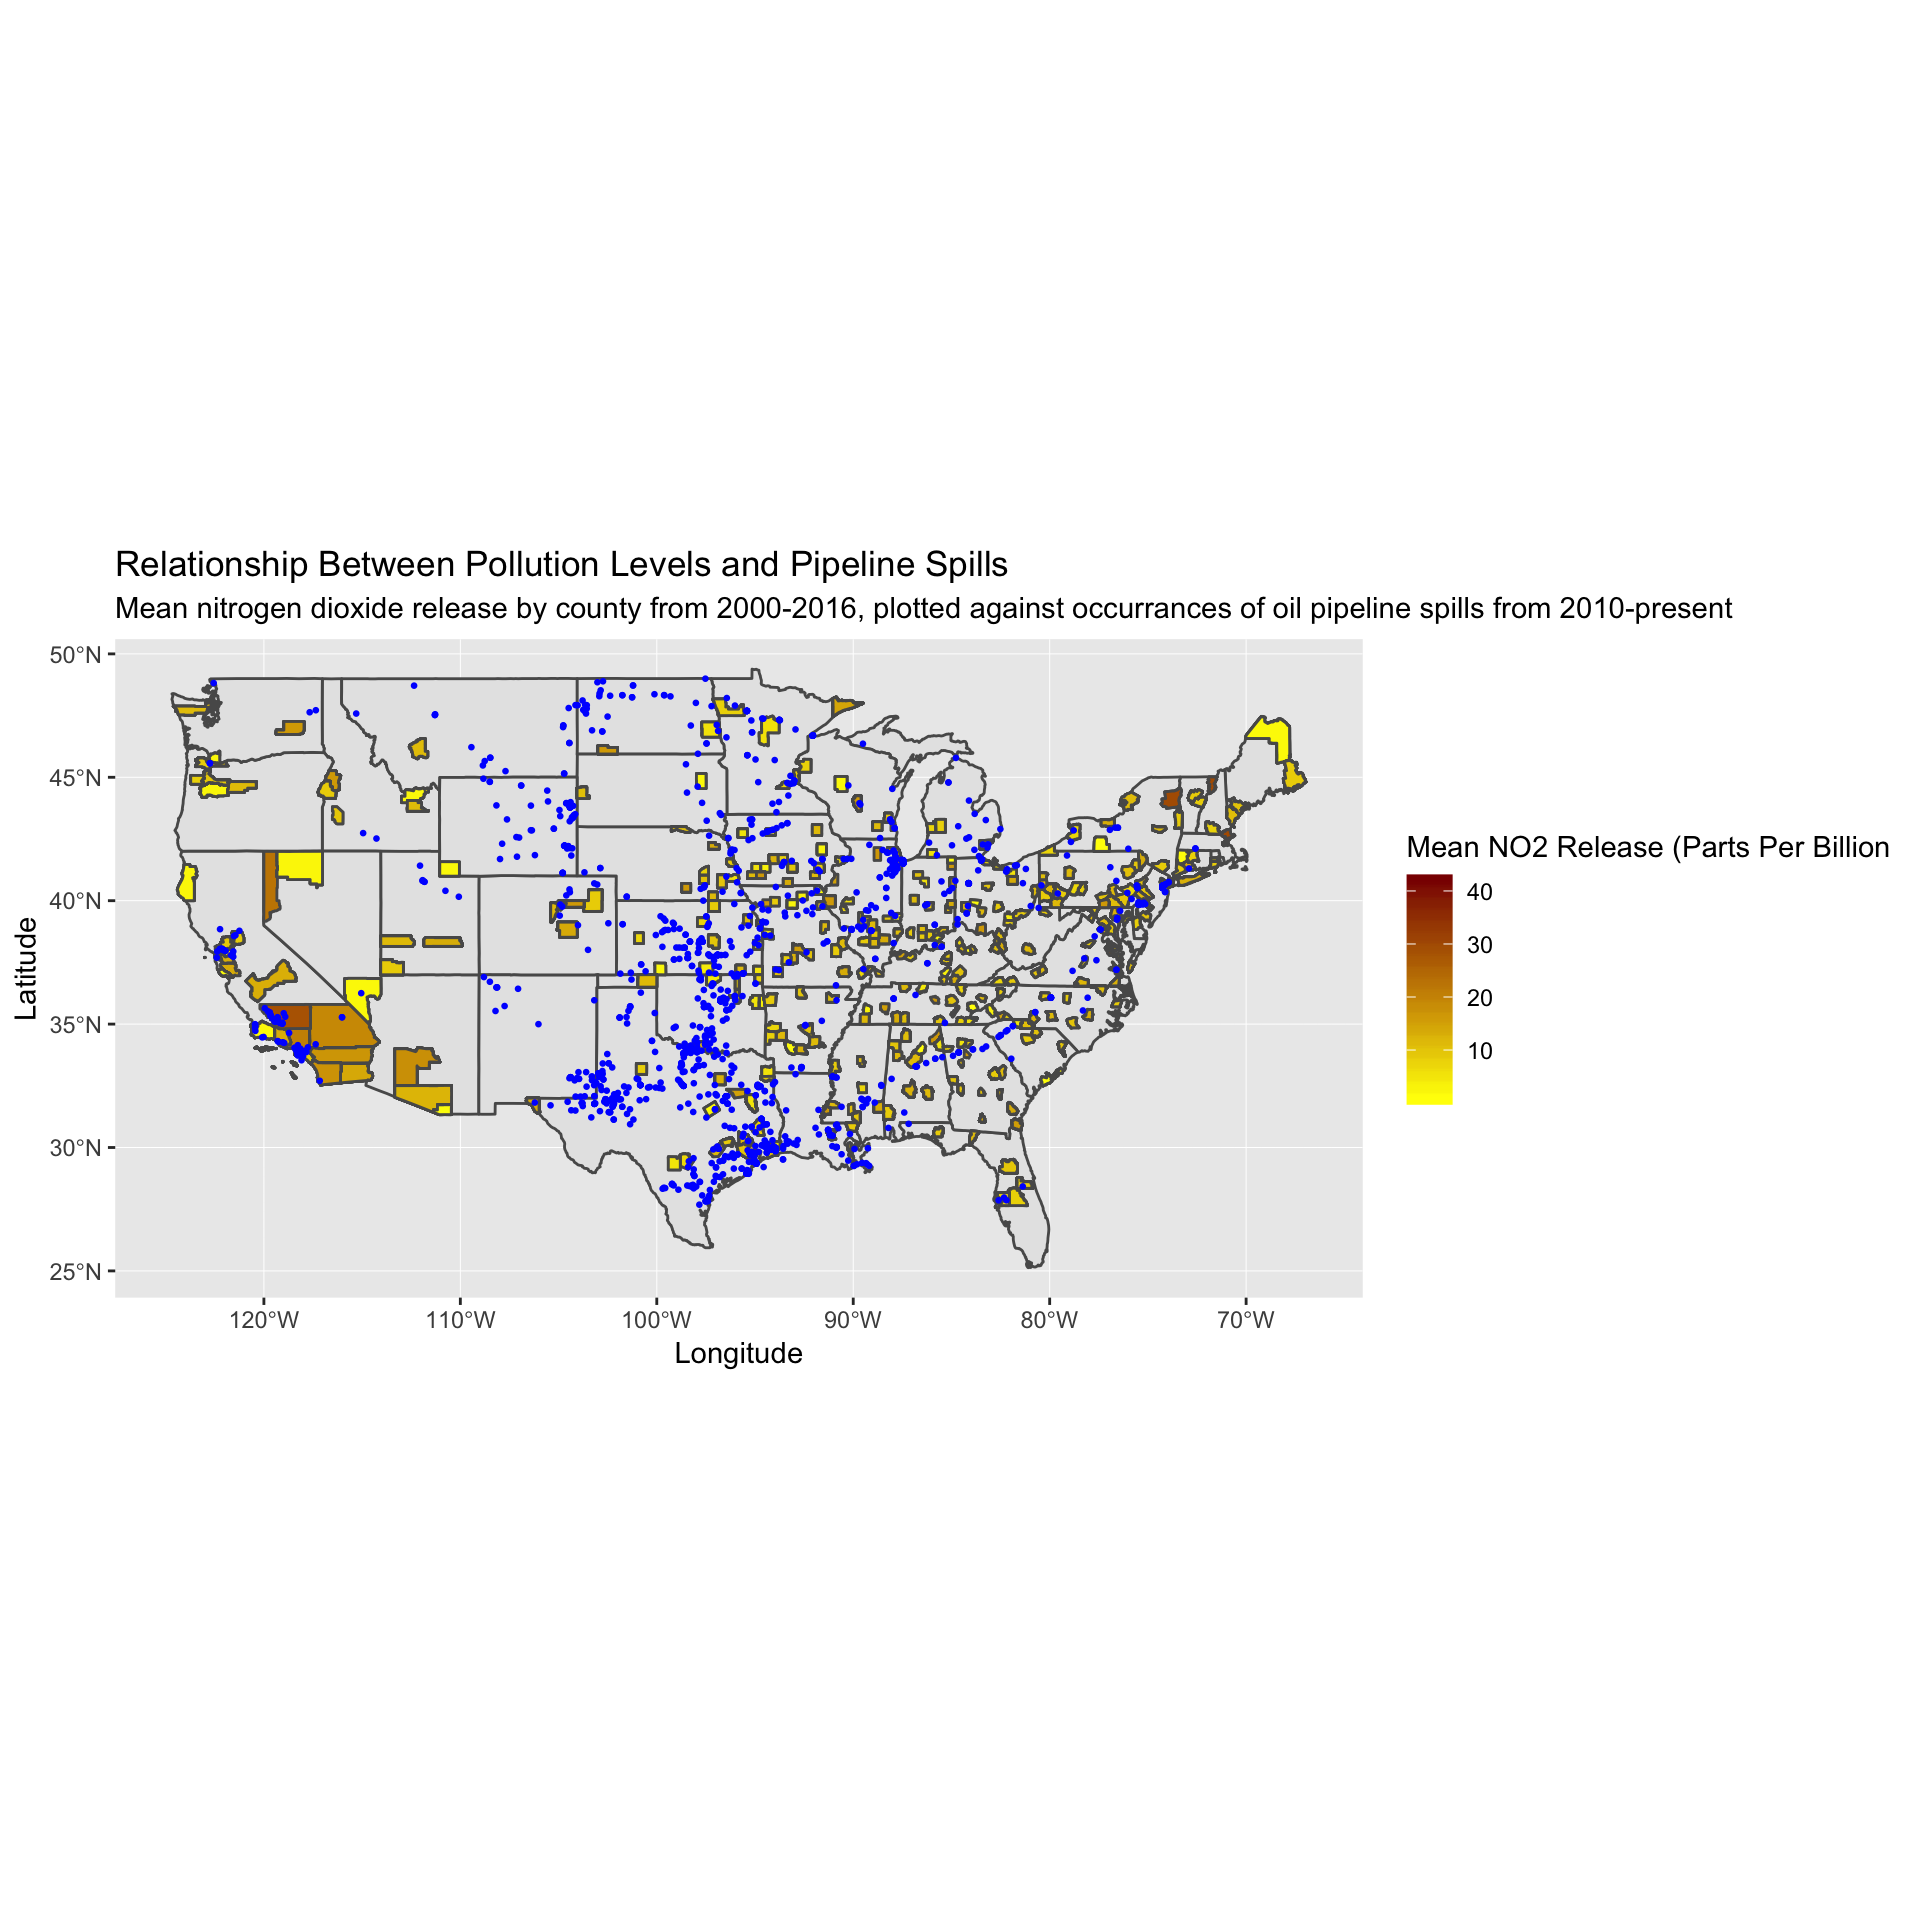 Relationship Between Pollution Levels and Pipeline Spills
Mean nitrogen dioxide release by county from 2000-2016, plotted against occurrances of oil pipeline spills from 2010-present
50°N
45°N
40°N
35°N
30°N
25°N
Latitude
120°W 110°W 100°W 90°W 80°W 70°W
Longitude
Mean NO2 Release (Parts Per Billion
40
30
20
10